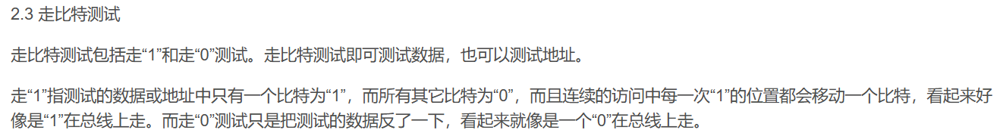 2.3 走比特测试
走比特测试包括走“1”和走“0”测试。走比特测试即可测试数据，也可以测试地址。
走“1”指测试的数据或地址中只有一个比特为“1”，而所有其它比特为“0”，而且连续的访问中每一次“1”的位置都会移动一个比特，看起来好
像是“1”在总线上走。而走“0”测试只是把测试的数据反了一下，看起来就像是一个“0”在总线上走。